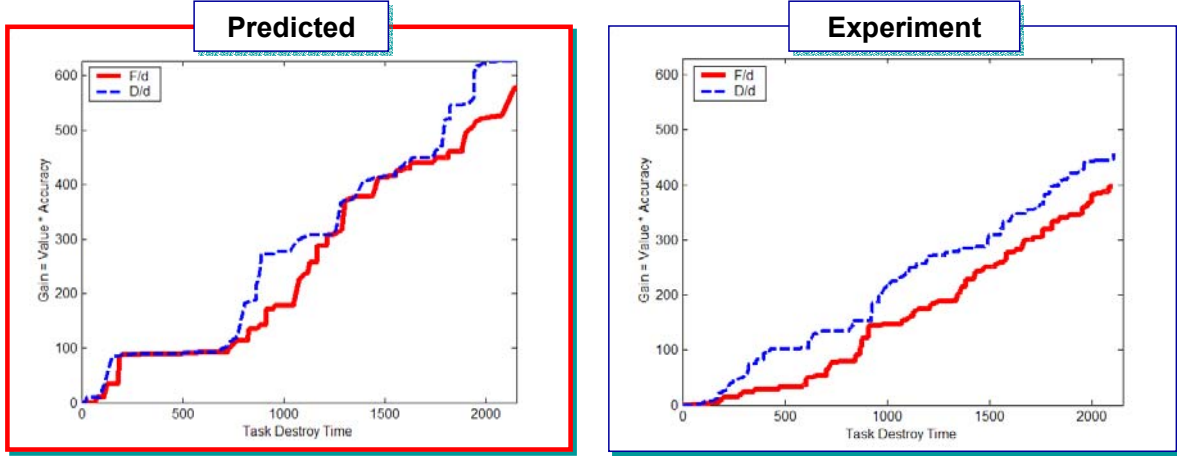 Predicted
600
500
400
300
200
100
0
Gain = Value * Accuracy
F/d
D/d
0 500 1000 1500 2000
Task Destroy Time
Experiment
600
500
400
300
200
100
0
Gain = Value * Accuracy
F/d
D/d
0 500 1000 1500 2000
Task Destroy Time